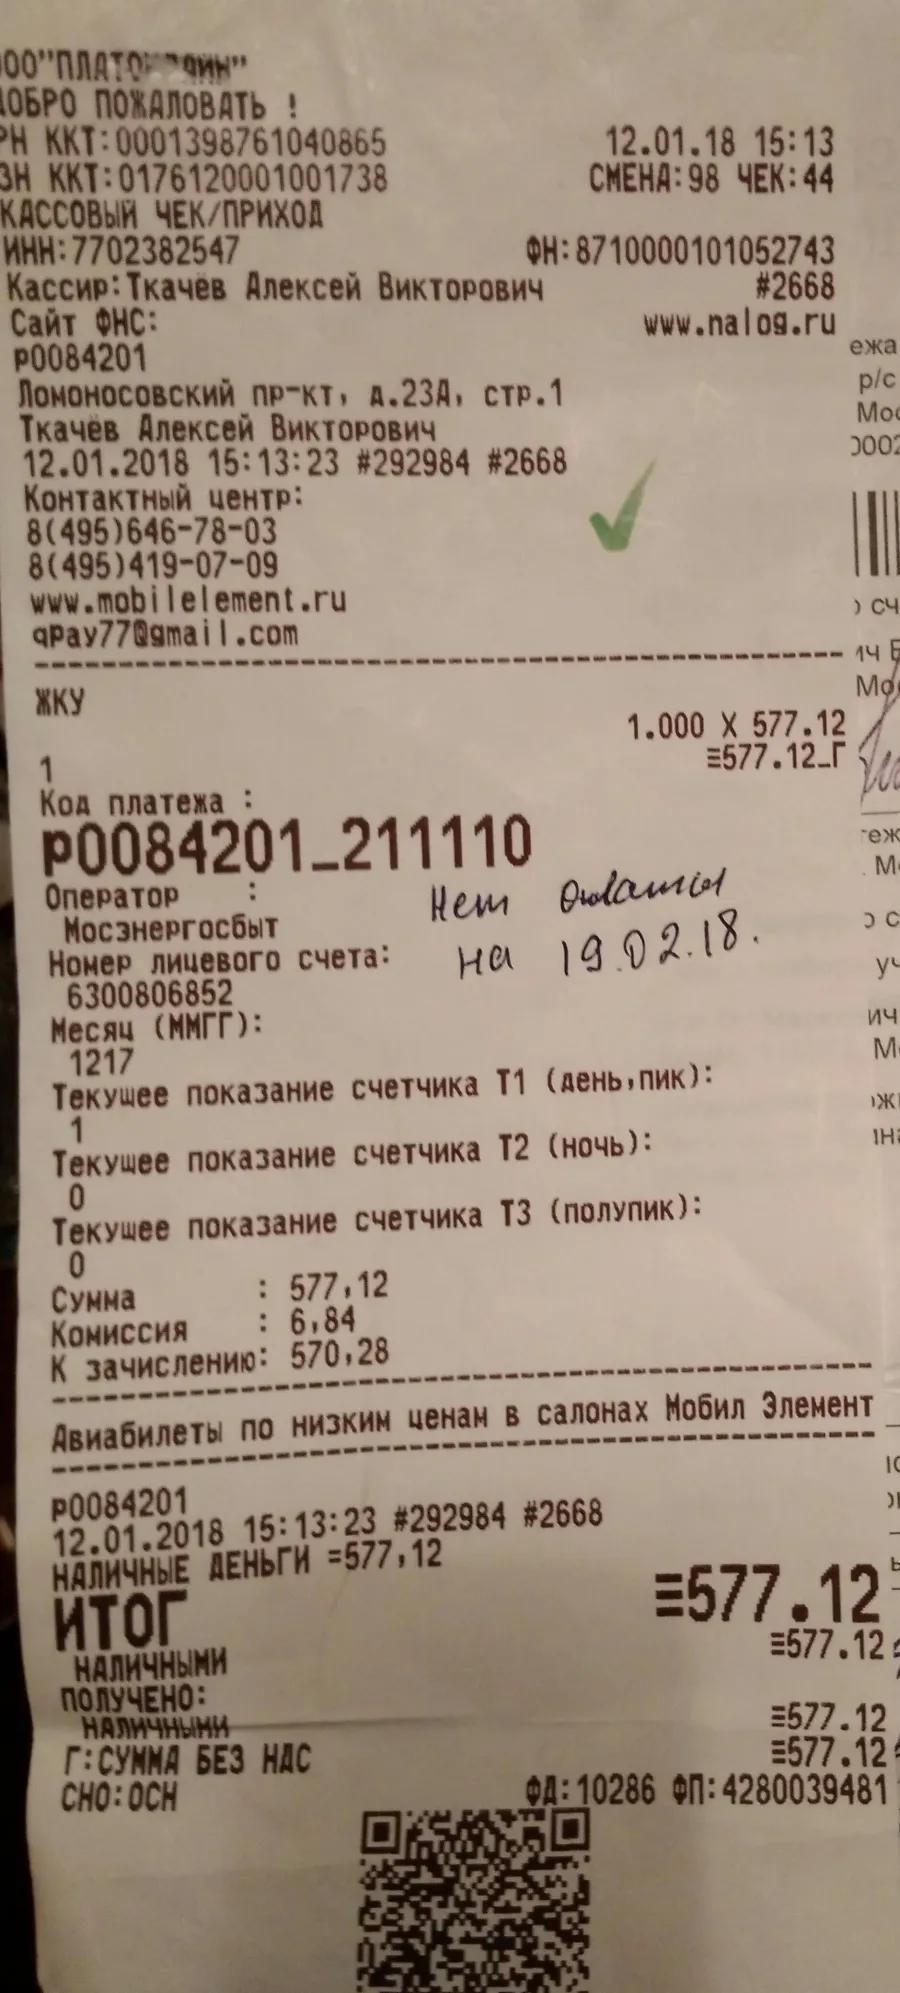 ООО"ПЛАТО
ДОБРО ПОЖАЛОВАТЬ !
РН ККТ:0001398761040865 12.01.18 15:13
ЗН ККТ:0176120001001738 СМЕНА:98 ЧЕК:44
КАССОВЫЙ ЧЕК/ПРИХОД
ИНН:7702382547 ФН:8710000101052743
Кассир:Ткачёв Алексей Викторович #2668
Сайт ФНС: www.nalog.ru
p0084201
Ломоносовский пр-кт, д.23А, стр.1
Ткачёв Алексей Викторович
12.01.2018 15:13:23 #292984 #2668
Контактный центр:
8(495)646-78-03
8(495)419-07-09
www.mobilelement.ru
qPay77@gmail.com
ЖКУ
1.000 X 577.12
≡577.12_Г
1
Код платежа :
p0084201_211110
Оператор :
Мосэнергосбыт
Нет оплаты
на 19.02.18.
Номер лицевого счета:
6300806852
Месяц (ММГГ):
1217
Текущее показание счетчика Т1 (день,пик):
1
Текущее показание счетчика Т2 (ночь):
0
Текущее показание счетчика Т3 (полупик):
0
Сумма : 577,12
Комиссия : 6,84
К зачислению: 570,28
Авиабилеты по низким ценам в салонах Мобил Элемент
p0084201
12.01.2018 15:13:23 #292984 #2668
НАЛИЧНЫЕ ДЕНЬГИ =577,12
ИТОГ ≡577.12
НАЛИЧНЫМИ ≡577.12
ПОЛУЧЕНО:
НАЛИЧНЫМИ ≡577.12
Г:СУММА БЕЗ НДС ≡577.12
СНО:ОСН ФД:10286 ФП:4280039481